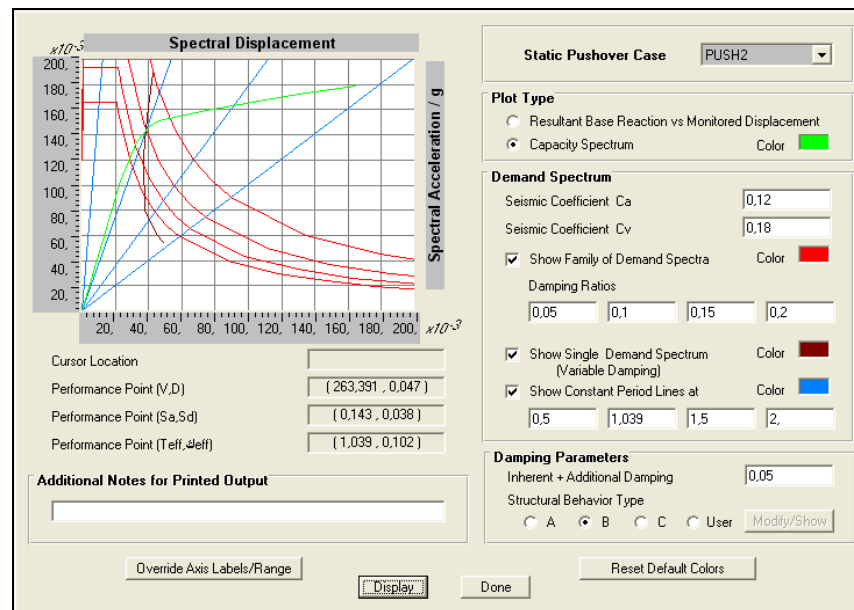 Spectral Displacement
x10-3
200,
180,
160,
140,
120,
100,
80,
60,
40,
20,
Spectral Acceleration / g
20, 40, 60, 80, 100, 120, 140, 160, 180, 200, x10-3
Cursor Location
Performance Point (V,D) ( 263,391 , 0,047 )
Performance Point (Sa,Sd) ( 0,143 , 0,038 )
Performance Point (Teff, eff) ( 1,039 , 0,102 )
Additional Notes for Printed Output
Override Axis Labels/Range
Static Pushover Case PUSH2
Plot Type
Resultant Base Reaction vs Monitored Displacement
Capacity Spectrum Color
Demand Spectrum
Seismic Coefficient Ca 0,12
Seismic Coefficient Cv 0,18
Show Family of Demand Spectra Color
Damping Ratios
0,05 0,1 0,15 0,2
Show Single Demand Spectrum Color
(Variable Damping)
Show Constant Period Lines at Color
0,5 1,039 1,5 2,
Damping Parameters
Inherent + Additional Damping 0,05
Structural Behavior Type
A B C User Modify/Show
Reset Default Colors
Display Done